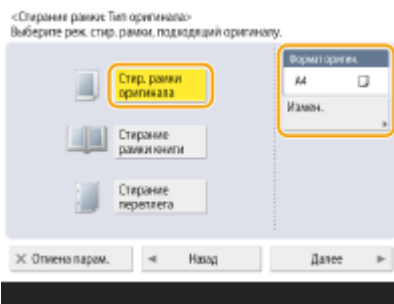 <Стирание рамки: Тип оригинала>
Выберите реж. стир. рамки, подходящий оригиналу.
Формат оригин.
Стир. рамки
оригинала
A4
Измен.
Стирание
рамки книги
Стирание
переплета
Отмена парам.
Назад
Далее